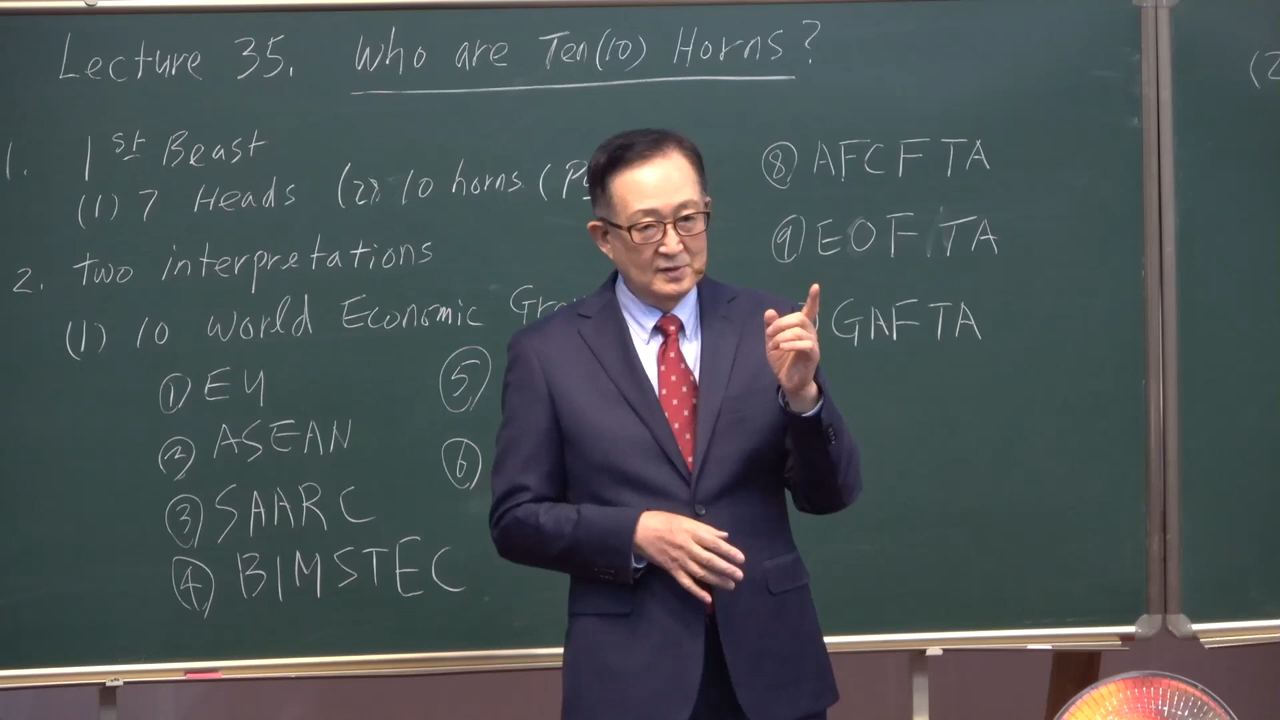 Lecture 35. Who are Ten(10) Horns?
1. 1st Beast
(1) 7 Heads (2) 10 horns (
2. two interpretations
(1) 10 World Economic
① EU
② ASEAN
③ SAARC
④ BIMSTEC
⑤
⑥
⑧ AFCFTA
⑨ EOFTA
GAFTA
(2